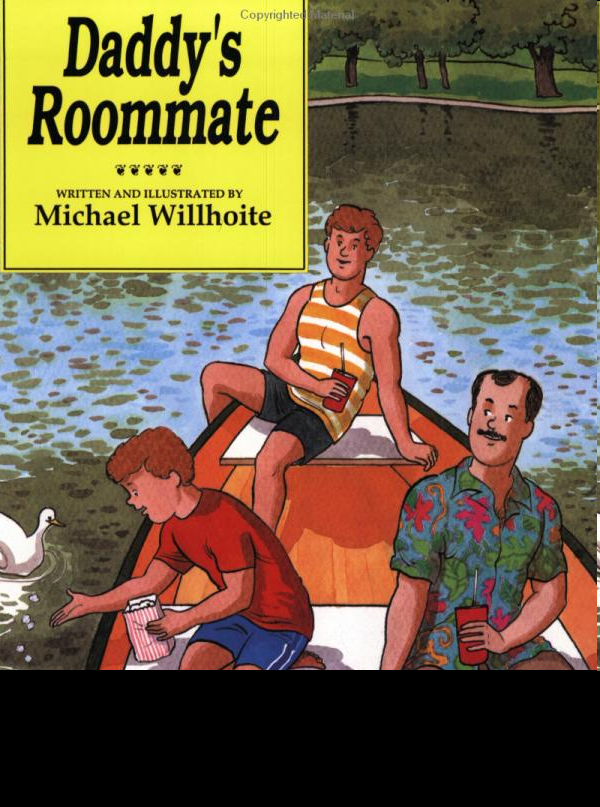 Copyrighted Material
Daddy's
Roommate
WRITTEN AND ILLUSTRATED BY
Michael Willhoite